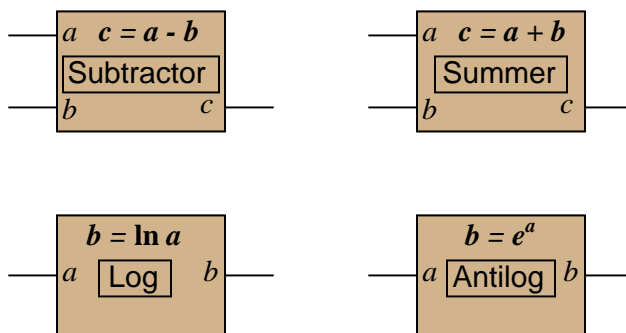 a c = a - b
Subtractor
b c
a c = a + b
Summer
b c
b = ln a
a Log b
b = e^a
a Antilog b